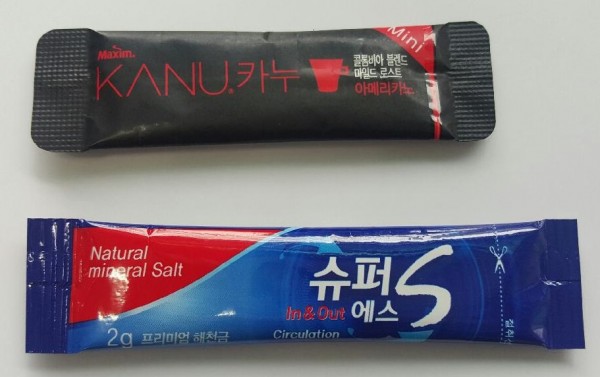 Maxim.
KANU. 카누
콜롬비아 블렌드
마일드 로스트
아메리카노
Mini
Natural
mineral Salt
슈퍼 S
In & Out 에스
2g 프리미엄 해천금
Circulation